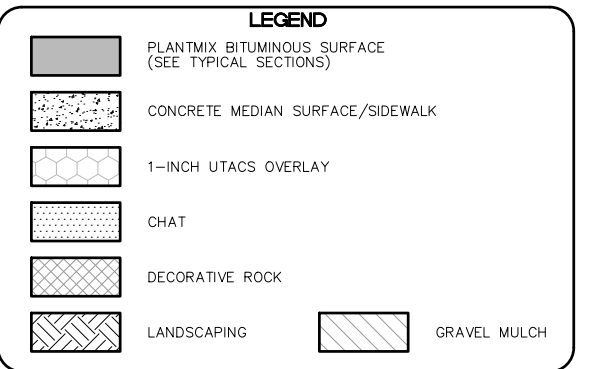 LEGEND
PLANTMIX BITUMINOUS SURFACE
(SEE TYPICAL SECTIONS)
CONCRETE MEDIAN SURFACE/SIDEWALK
1-INCH UTACS OVERLAY
CHAT
DECORATIVE ROCK
LANDSCAPING
GRAVEL MULCH